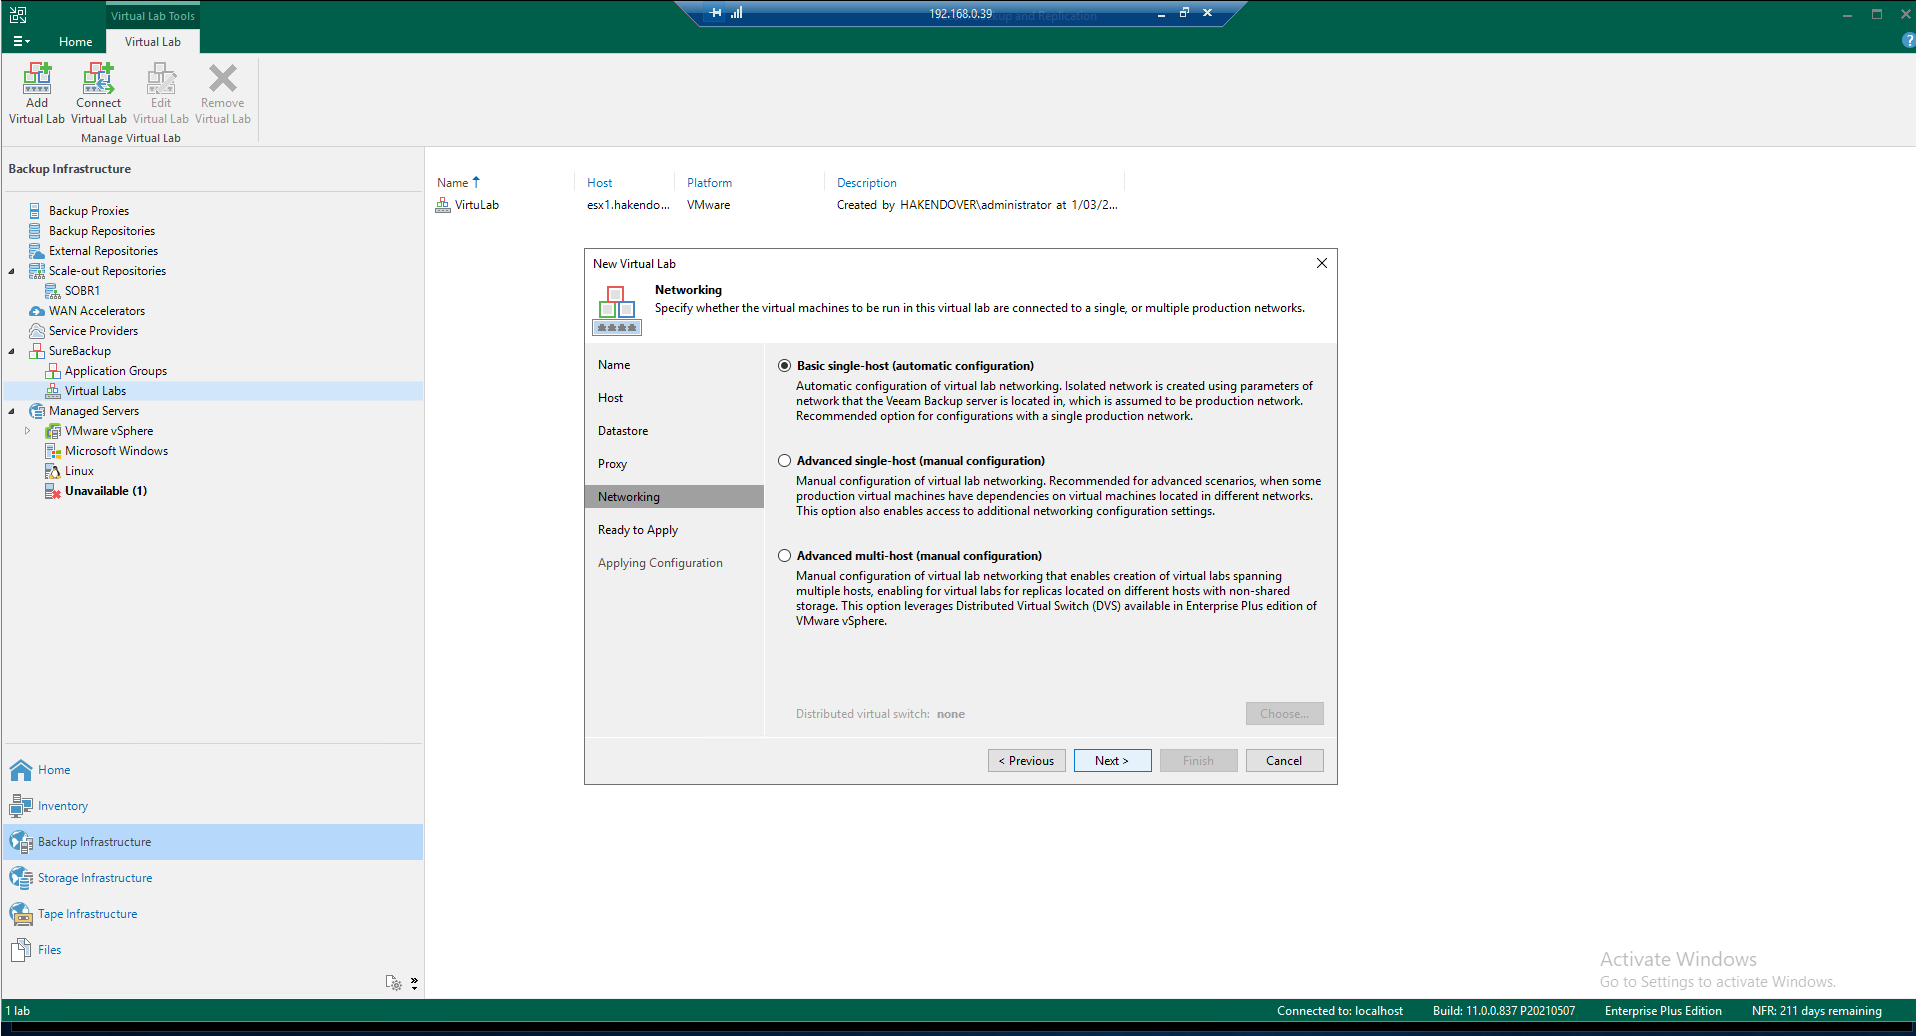 Virtual Lab Tools
192.168.0.39
kup and Replication
Home
Virtual Lab
?
Add
Virtual Lab
Connect
Virtual Lab
Edit
Virtual Lab
Remove
Virtual Lab
Manage Virtual Lab
Backup Infrastructure
Backup Proxies
Backup Repositories
External Repositories
Scale-out Repositories
SOBR1
WAN Accelerators
Service Providers
SureBackup
Application Groups
Virtual Labs
Managed Servers
VMware vSphere
Microsoft Windows
Linux
Unavailable (1)
Home
Inventory
Backup Infrastructure
Storage Infrastructure
Tape Infrastructure
Files
Name Host Platform Description
VirtuLab esx1.hakendo... VMware Created by HAKENDOVER\administrator at 1/03/2...
New Virtual Lab
Networking
Specify whether the virtual machines to be run in this virtual lab are connected to a single, or multiple production networks.
Name
Host
Datastore
Proxy
Networking
Ready to Apply
Applying Configuration
Basic single-host (automatic configuration)
Automatic configuration of virtual lab networking. Isolated network is created using parameters of
network that the Veeam Backup server is located in, which is assumed to be production network.
Recommended option for configurations with a single production network.
Advanced single-host (manual configuration)
Manual configuration of virtual lab networking. Recommended for advanced scenarios, when some
production virtual machines have dependencies on virtual machines located in different networks.
This option also enables access to additional networking configuration settings.
Advanced multi-host (manual configuration)
Manual configuration of virtual lab networking that enables creation of virtual labs spanning
multiple hosts, enabling for virtual labs for replicas located on different hosts with non-shared
storage. This option leverages Distributed Virtual Switch (DVS) available in Enterprise Plus edition of
VMware vSphere.
Distributed virtual switch: none
Choose...
< Previous
Next >
Finish
Cancel
Activate Windows
Go to Settings to activate Windows.
1 lab
Connected to: localhost
Build: 11.0.0.837 P20210507
Enterprise Plus Edition
NFR: 211 days remaining